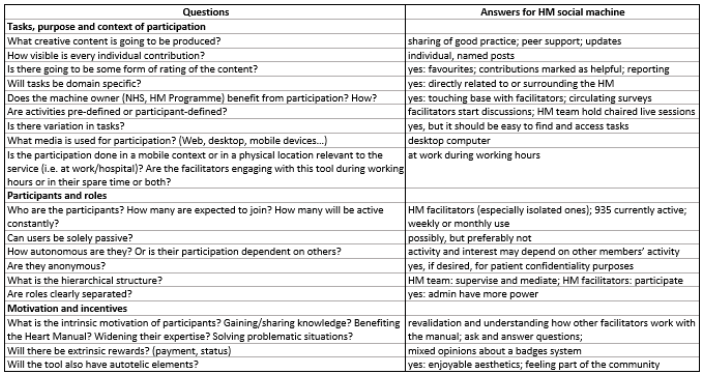 Questions Answers for HM social machine
Tasks, purpose and context of participation
What creative content is going to be produced? sharing of good practice; peer support; updates
How visible is every individual contribution? individual, named posts
Is there going to be some form of rating of the content? yes: favourites; contributions marked as helpful; reporting
Will tasks be domain specific? yes: directly related to or surrounding the HM
Does the machine owner (NHS, HM Programme) benefit from participation? How? yes: touching base with facilitators; circulating surveys
Are activities pre-defined or participant-defined? facilitators start discussions; HM team hold chaired live sessions
Is there variation in tasks? yes, but it should be easy to find and access tasks
What media is used for participation? (Web, desktop, mobile devices...) desktop computer
Is the participation done in a mobile context or in a physical location relevant to the at work during working hours
service (i.e. at work/hospital)? Are the facilitators engaging with this tool during working
hours or in their spare time or both?
Participants and roles
Who are the participants? How many are expected to join? How many will be active HM facilitators (especially isolated ones); 935 currently active;
constantly? weekly or monthly use
Can users be solely passive? possibly, but preferably not
How autonomous are they? Or is their participation dependent on others? activity and interest may depend on other members' activity
Are they anonymous? yes, if desired, for patient confidentiality purposes
What is the hierarchical structure? HM team: supervise and mediate; HM facilitators: participate
Are roles clearly separated? yes: admin have more power
Motivation and incentives
What is the intrinsic motivation of participants? Gaining/sharing knowledge? Benefiting revalidation and understanding how other facilitators work with
the Heart Manual? Widening their expertise? Solving problematic situations? the manual; ask and answer questions;
Will there be extrinsic rewards? (payment, status) mixed opinions about a badges system
Will the tool also have autotelic elements? yes: enjoyable aesthetics; feeling part of the community